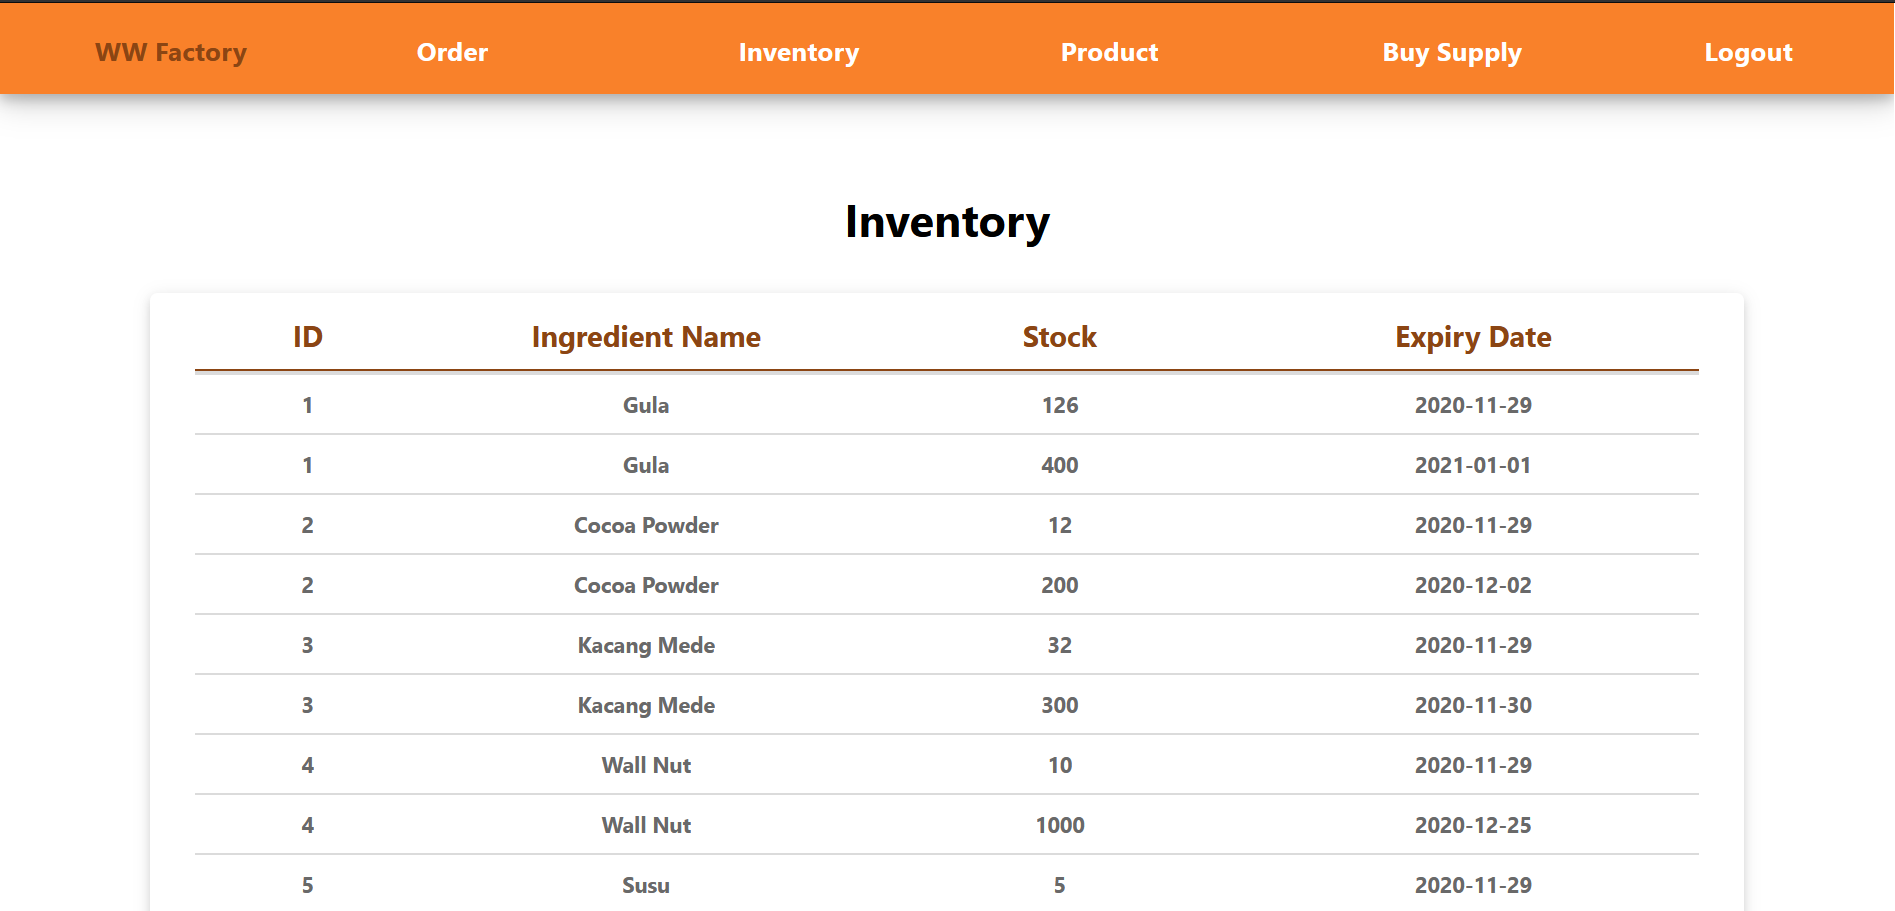 WW Factory Order Inventory Product Buy Supply Logout
Inventory
ID Ingredient Name Stock Expiry Date
1 Gula 126 2020-11-29
1 Gula 400 2021-01-01
2 Cocoa Powder 12 2020-11-29
2 Cocoa Powder 200 2020-12-02
3 Kacang Mede 32 2020-11-29
3 Kacang Mede 300 2020-11-30
4 Wall Nut 10 2020-11-29
4 Wall Nut 1000 2020-12-25
5 Susu 5 2020-11-29